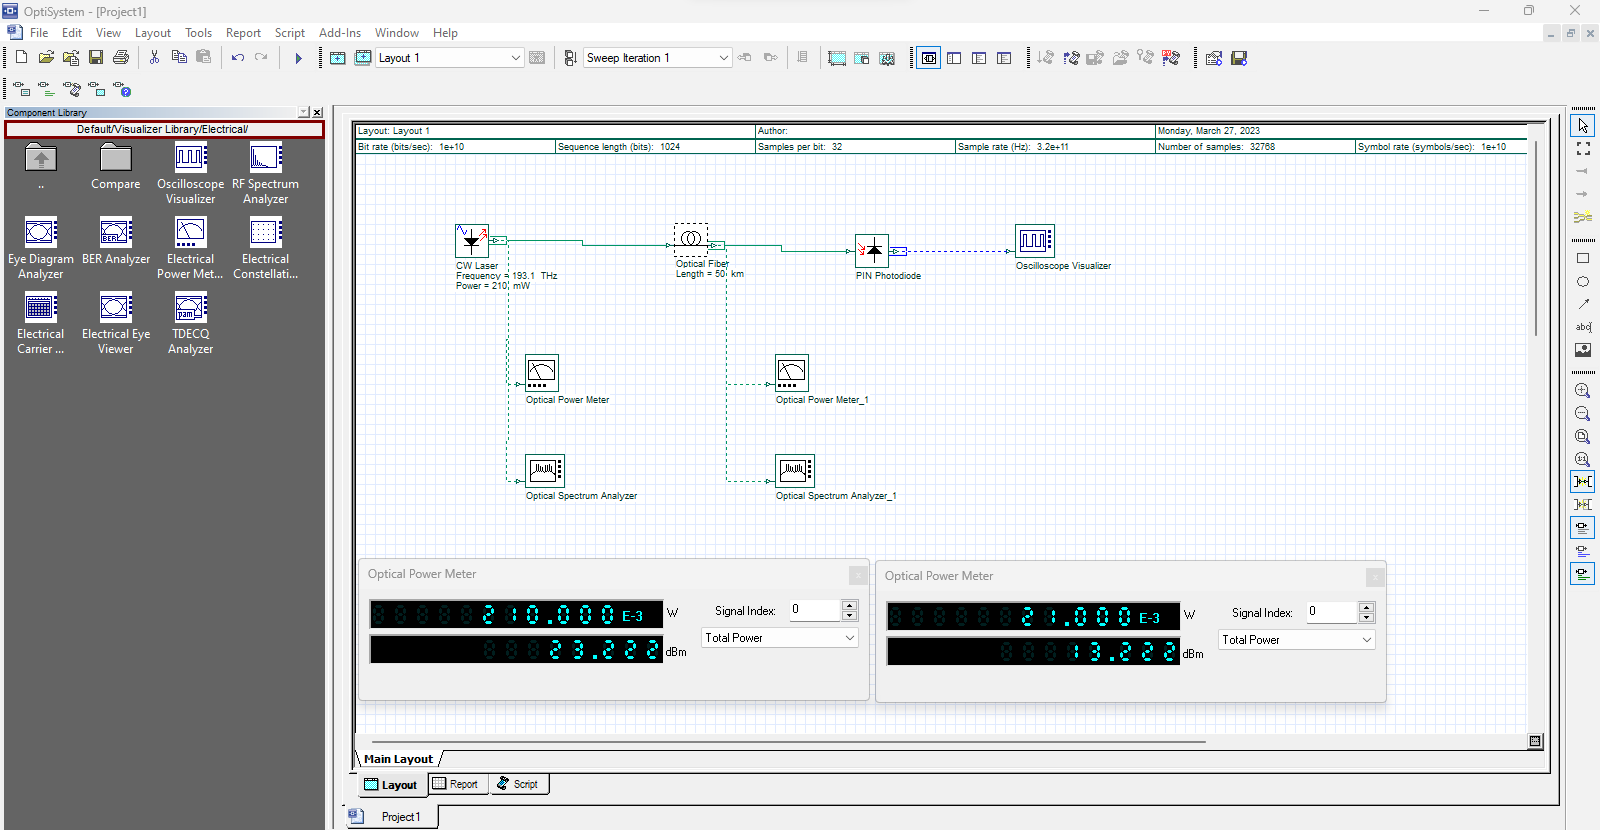 OptiSystem - [Project1]
File Edit View Layout Tools Report Script Add-Ins Window Help
Layout 1
Sweep Iteration 1
Component Library
Default/Visualizer Library/Electrical/
..
Compare
Oscilloscope Visualizer
RF Spectrum Analyzer
Eye Diagram Analyzer
BER
BER Analyzer
Electrical Power Met...
Electrical Constellati...
Electrical Carrier ...
Electrical Eye Viewer
pam
TDECQ Analyzer
Layout: Layout 1
Author:
Monday, March 27, 2023
Bit rate (bits/sec): 1e+10
Sequence length (bits): 1024
Samples per bit: 32
Sample rate (Hz): 3.2e+11
Number of samples: 32768
Symbol rate (symbols/sec): 1e+10
CW Laser
Frequency = 193.1 THz
Power = 210 mW
Optical Fiber
Length = 50 km
PIN Photodiode
Oscilloscope Visualizer
Optical Power Meter
Optical Power Meter_1
Optical Spectrum Analyzer
Optical Spectrum Analyzer_1
Optical Power Meter
x
210.000 E-3 W
Signal Index: 0
23.222 dBm
Total Power
Optical Power Meter
x
21.000 E-3 W
Signal Index: 0
13.222 dBm
Total Power
abc
1:1
Main Layout
Layout
Report
Script
Project1